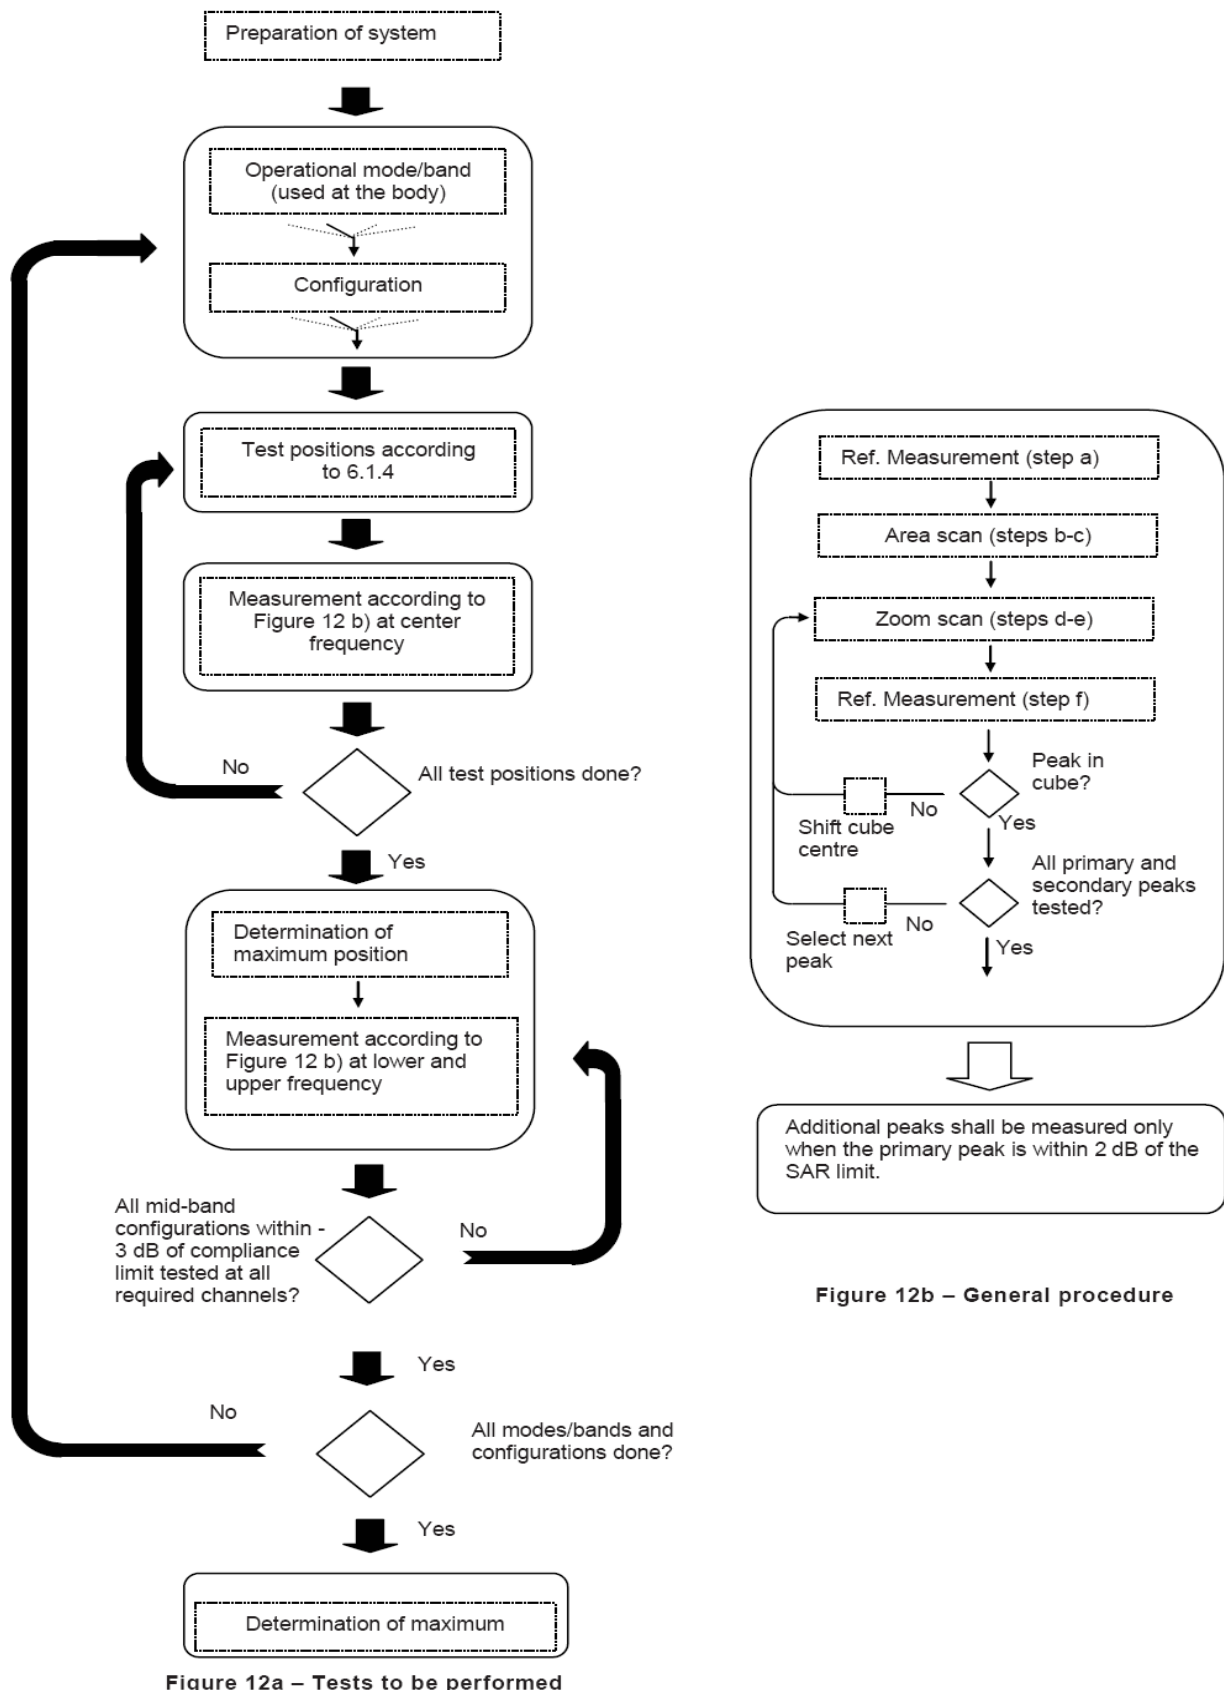 Preparation of system
Operational mode/band
(used at the body)
Configuration
Test positions according
to 6.1.4
Measurement according to
Figure 12 b) at center
frequency
No
All test positions done?
Yes
Determination of
maximum position
Measurement according to
Figure 12 b) at lower and
upper frequency
All mid-band
configurations within -
3 dB of compliance
limit tested at all
required channels?
No
Yes
No
All modes/bands and
configurations done?
Yes
Determination of maximum
Figure 12a – Tests to be performed
Ref. Measurement (step a)
Area scan (steps b-c)
Zoom scan (steps d-e)
Ref. Measurement (step f)
Peak in
cube?
No
Yes
Shift cube
centre
All primary and
secondary peaks
tested?
No
Yes
Select next
peak
Additional peaks shall be measured only
when the primary peak is within 2 dB of the
SAR limit.
Figure 12b – General procedure